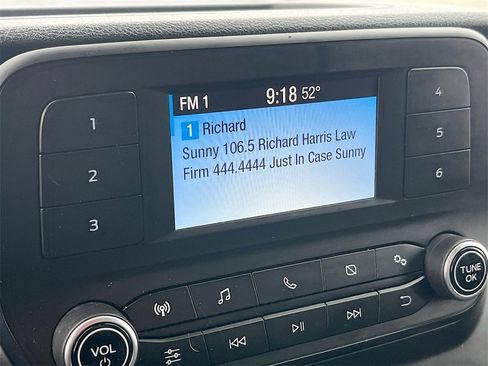 FM 1 9:18 52°
1 Richard
Sunny 106.5 Richard Harris Law
Firm 444.4444 Just In Case Sunny
1
2
3
4
5
6
VOL
TUNE
OK